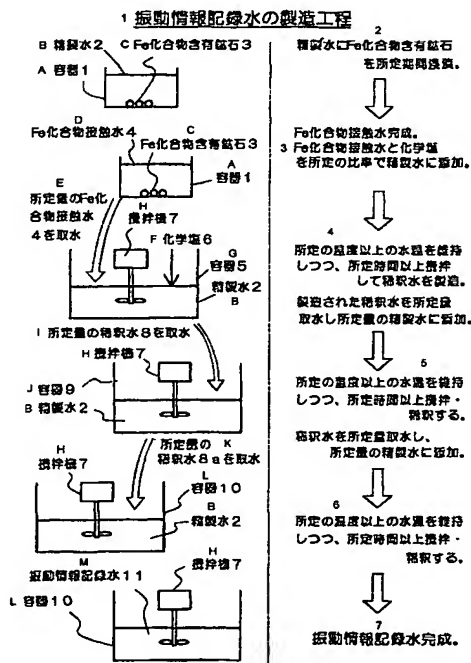 1 振動情報記録水の製造工程
B 精製水2
C Fe化合物含有鉱石3
A 容器1
D
Fe化合物接触水4
C
Fe化合物含有鉱石3
A
容器1
E
所定量のFe化
合物接触水
4を取水
H
攪拌機7
F 化学塩6
G
容器5
精製水2
B
I 所定量の稀釈水8を取水
H 攪拌機7
J 容器9
B 精製水2
所定量の K
稀釈水8aを取水
H
攪拌機7
L
容器10
B
精製水2
M
振動情報記録水11
H
攪拌機7
L 容器10
2
精製水にFe化合物含有鉱石
を所定期間浸漬。
Fe化合物接触水完成。
3 Fe化合物接触水と化学塩
を所定の比率で精製水に添加。
4
所定の温度以上の水温を維持
しつつ、所定時間以上攪拌
して稀釈水を製造。
製造された稀釈水を所定量
取水し所定量の精製水に添加。
5
所定の温度以上の水温を維持
しつつ、所定時間以上攪拌・
稀釈する。
稀釈水を所定量取水し、
所定量の精製水に添加。
6
所定の温度以上の水温を維持
しつつ、所定時間以上攪拌・
稀釈する。
7
振動情報記録水完成。